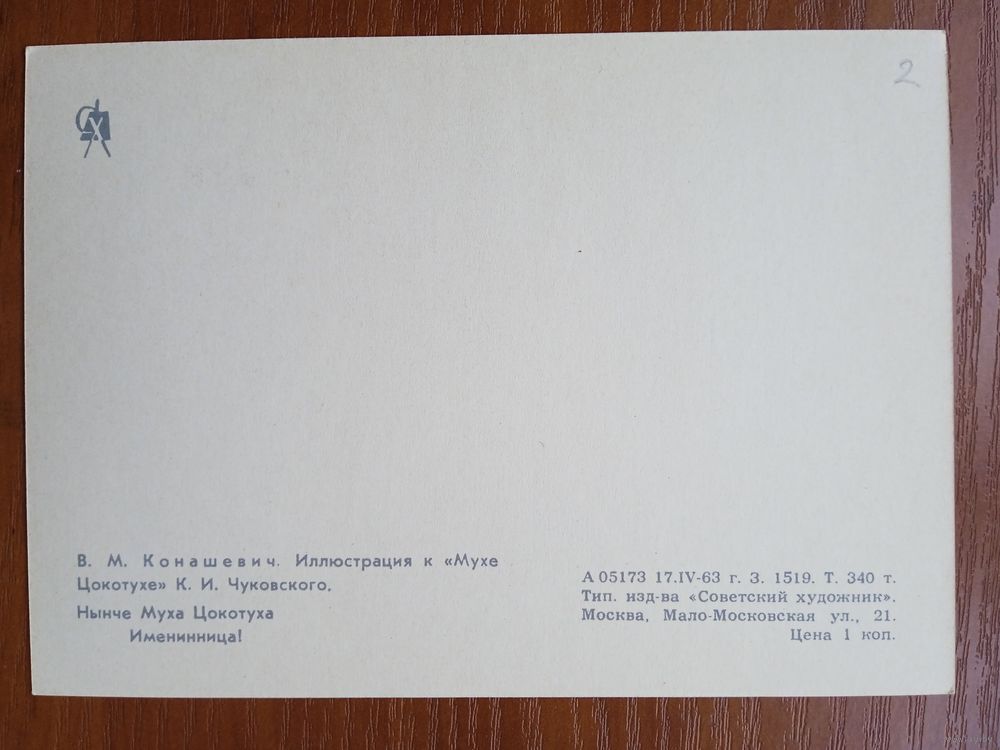 2
СХ
В. М. Конашевич. Иллюстрация к «Мухе
Цокотухе» К. И. Чуковского.
Нынче Муха Цокотуха
Именинница!
А 05173 17.IV-63 г. З. 1519. Т. 340 т.
Тип. изд-ва «Советский художник».
Москва, Мало-Московская ул., 21.
Цена 1 коп.